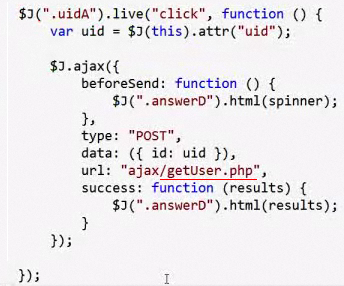 $J(".uidA").live("click", function () {
    var uid = $J(this).attr("uid");

    $J.ajax({
        beforeSend: function () {
            $J(".answerD").html(spinner);
        },
        type: "POST",
        data: ({ id: uid }),
        url: "ajax/getUser.php",
        success: function (results) {
            $J(".answerD").html(results);
        }
    });

});